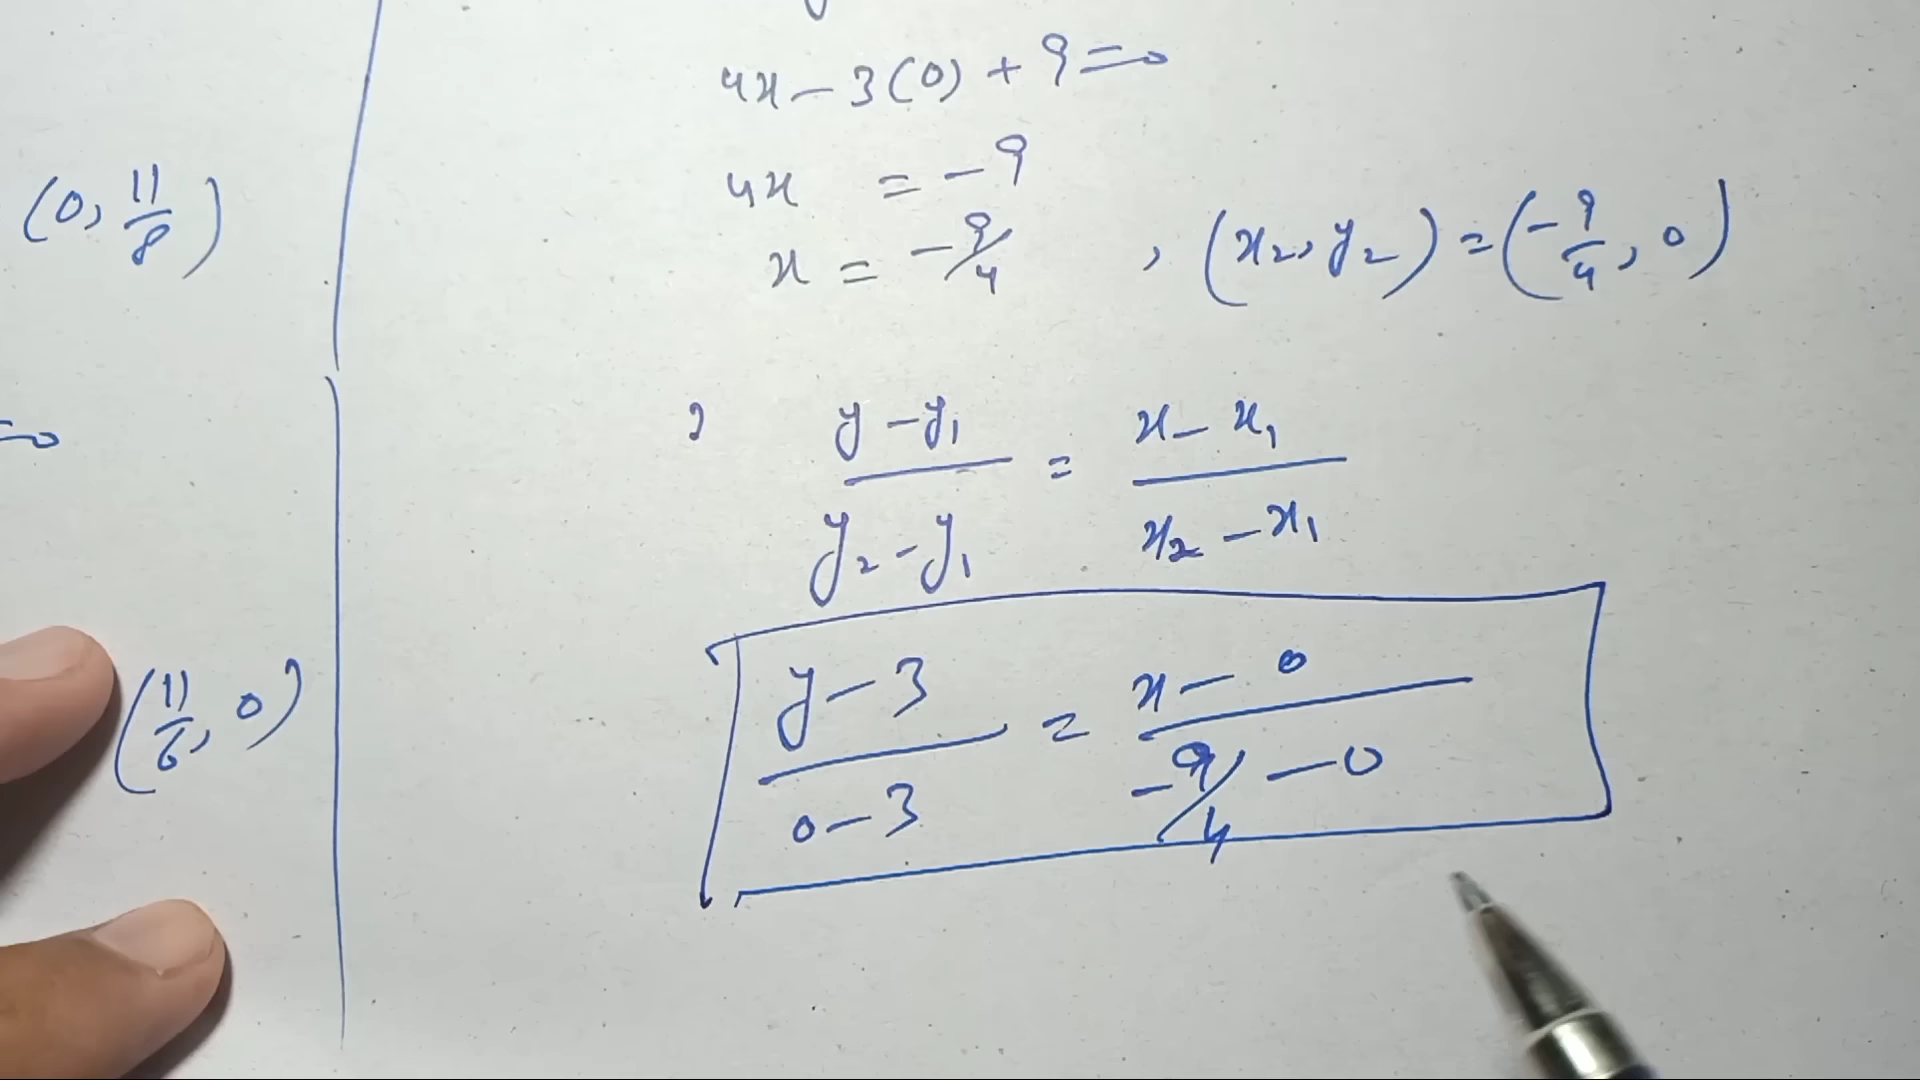 (0, 11/8)
=0
(11/6, 0)
4x - 3(0) + 9 = 0
4x = -9
x = -9/4 , (x₂, y₂) = (-9/4, 0)
(y - y₁)/(y₂ - y₁) = (x - x₁)/(x₂ - x₁)
(y - 3)/(0 - 3) = (x - 0)/(-9/4 - 0)